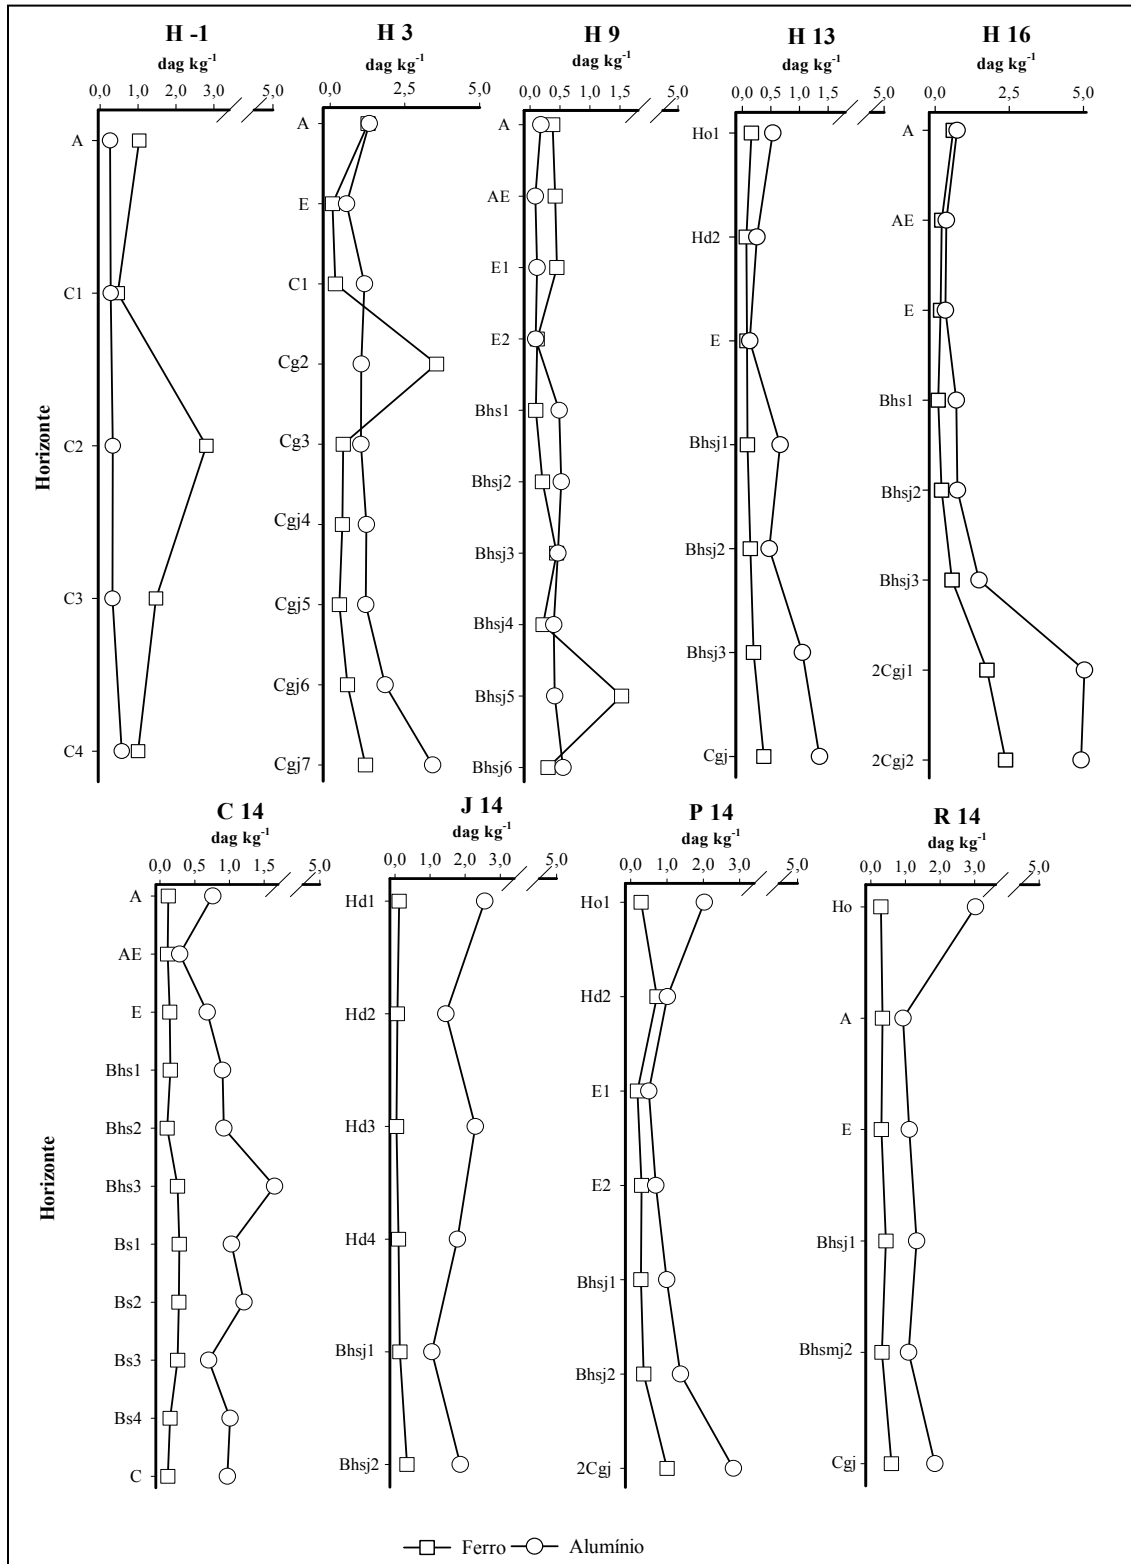 H -1
dag kg⁻¹
0,0 1,0 2,0 3,0 5,0
A
C1
C2
C3
C4
Horizonte
H 3
dag kg⁻¹
0,0 2,5 5,0
A
E
C1
Cg2
Cg3
Cgj4
Cgj5
Cgj6
Cgj7
H 9
dag kg⁻¹
0,0 0,5 1,0 1,5 5,0
A
AE
E1
E2
Bhs1
Bhsj2
Bhsj3
Bhsj4
Bhsj5
Bhsj6
H 13
dag kg⁻¹
0,0 0,5 1,0 1,5 5,0
Ho1
Hd2
E
Bhsj1
Bhsj2
Bhsj3
Cgj
H 16
dag kg⁻¹
0,0 2,5 5,0
A
AE
E
Bhs1
Bhsj2
Bhsj3
2Cgj1
2Cgj2
C 14
dag kg⁻¹
0,0 0,5 1,0 1,5 5,0
A
AE
E
Bhs1
Bhs2
Bhs3
Bs1
Bs2
Bs3
Bs4
C
Horizonte
J 14
dag kg⁻¹
0,0 1,0 2,0 3,0 5,0
Hd1
Hd2
Hd3
Hd4
Bhsj1
Bhsj2
P 14
dag kg⁻¹
0,0 1,0 2,0 3,0 5,0
Ho1
Hd2
E1
E2
Bhsj1
Bhsj2
2Cgj
R 14
dag kg⁻¹
0,0 1,0 2,0 3,0 5,0
Ho
A
E
Bhsj1
Bhsmj2
Cgj
Ferro Alumínio